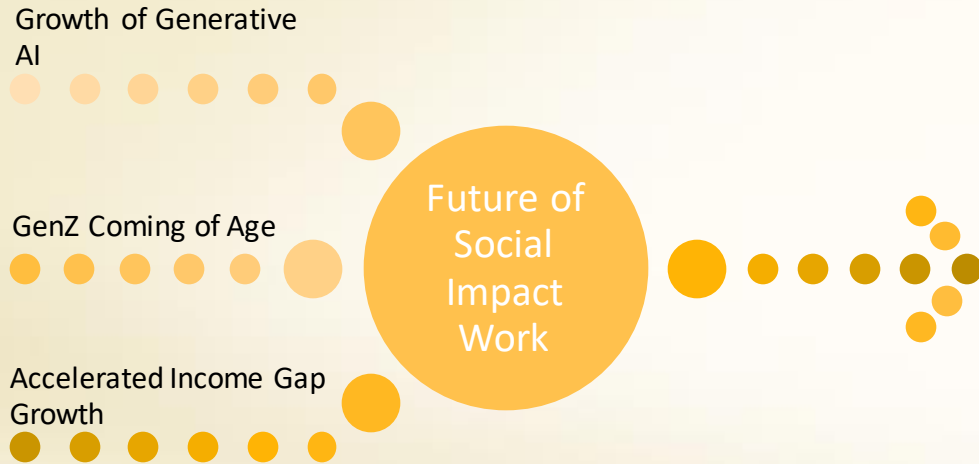 Growth of Generative
AI
GenZ Coming of Age
Accelerated Income Gap
Growth
Future of
Social
Impact
Work